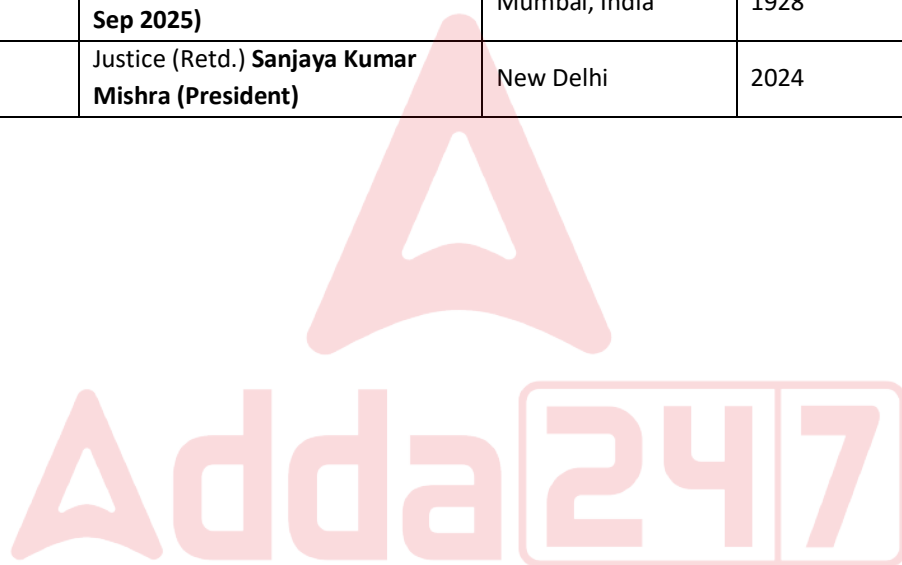 Mumbai, India
1928
Sep 2025)
Justice (Retd.) Sanjaya Kumar
Mishra (President)
New Delhi
2024
Adda247